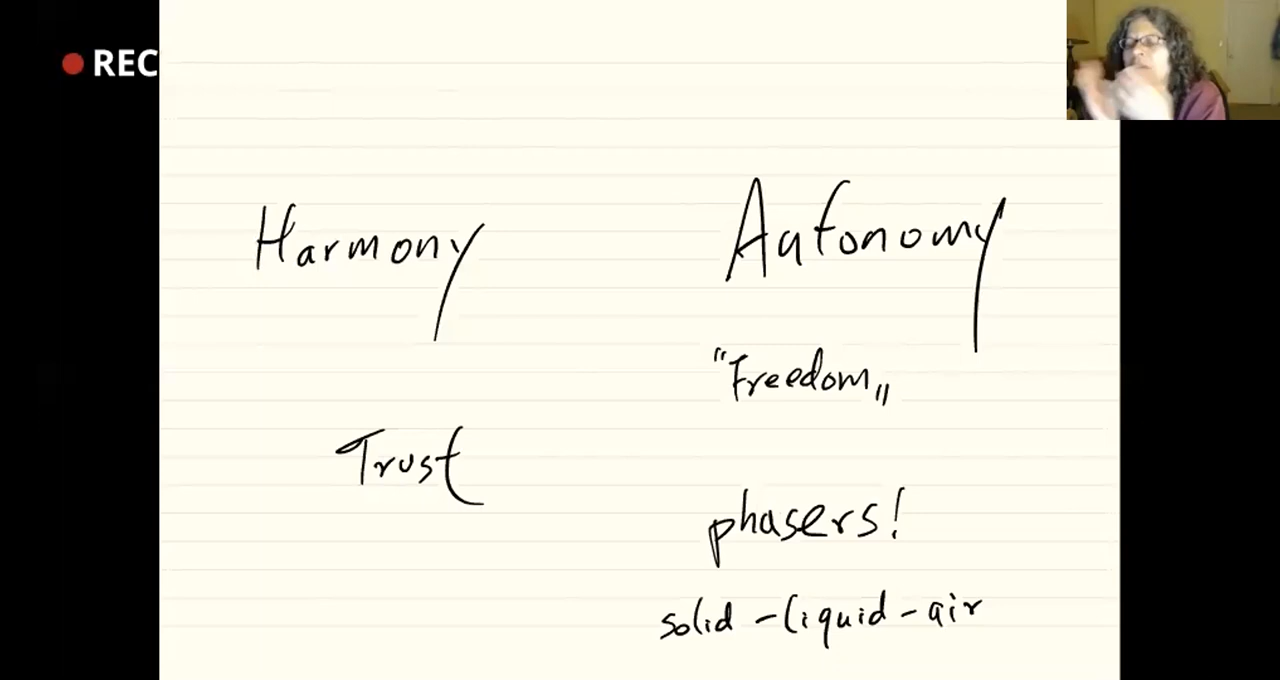 REC
Harmony
Autonomy
"Freedom„
Trust
phasers!
solid - liquid - air